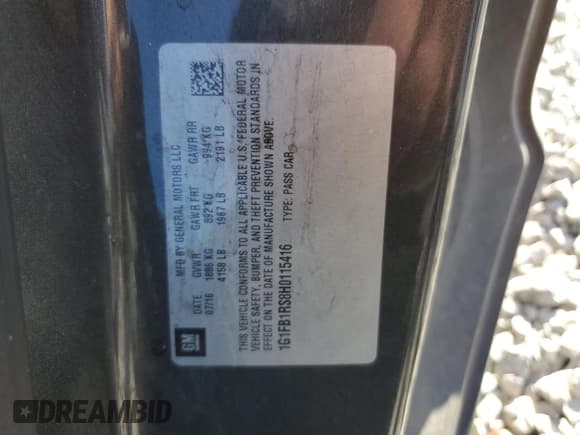 MFD BY GENERAL MOTORS LLC
DATE GVWR GAWR FRT GAWR RR
07/16 1886 KG 892 KG 994 KG
4158 LB 1967 LB 2191 LB
THIS VEHICLE CONFORMS TO ALL APPLICABLE U.S. FEDERAL MOTOR
VEHICLE SAFETY, BUMPER, AND THEFT PREVENTION STANDARDS IN
EFFECT ON THE DATE OF MANUFACTURE SHOWN ABOVE.
1G1FB1RS8H0115416 TYPE: PASS CAR
GM
DREAMBID